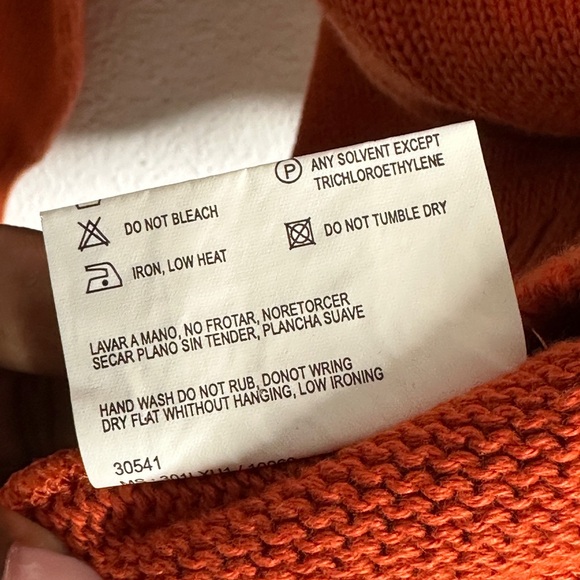 P ANY SOLVENT EXCEPT
TRICHLOROETHYLENE
DO NOT BLEACH
DO NOT TUMBLE DRY
IRON, LOW HEAT
LAVAR A MANO, NO FROTAR, NORETORCER
SECAR PLANO SIN TENDER, PLANCHA SUAVE
HAND WASH DO NOT RUB, DONOT WRING
DRY FLAT WHITHOUT HANGING, LOW IRONING
30541